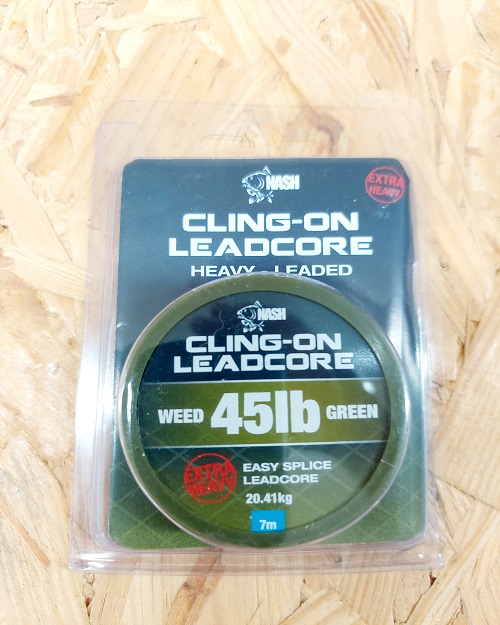 NASH
EXTRA
HEAVY
CLING-ON
LEADCORE
HEAVY - LEADED
NASH
CLING-ON
LEADCORE
WEED 45lb GREEN
EXTRA
HEAVY
EASY SPLICE
LEADCORE
20.41kg
7m